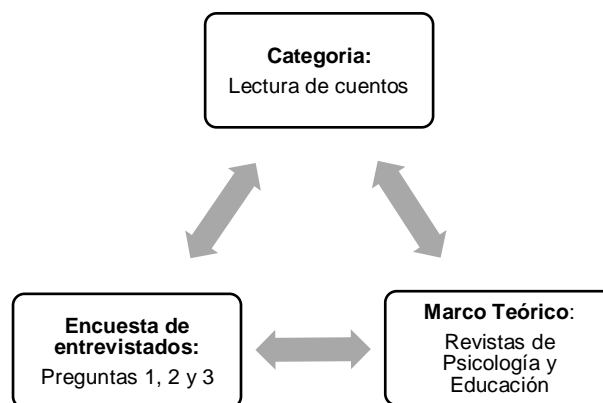 Categoria:
Lectura de cuentos
Encuesta de
entrevistados:
Preguntas 1, 2 y 3
Marco Teórico:
Revistas de
Psicología y
Educación